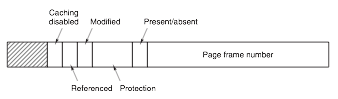 Caching
disabled
Modified
Present/absent
Page frame number
Referenced
Protection